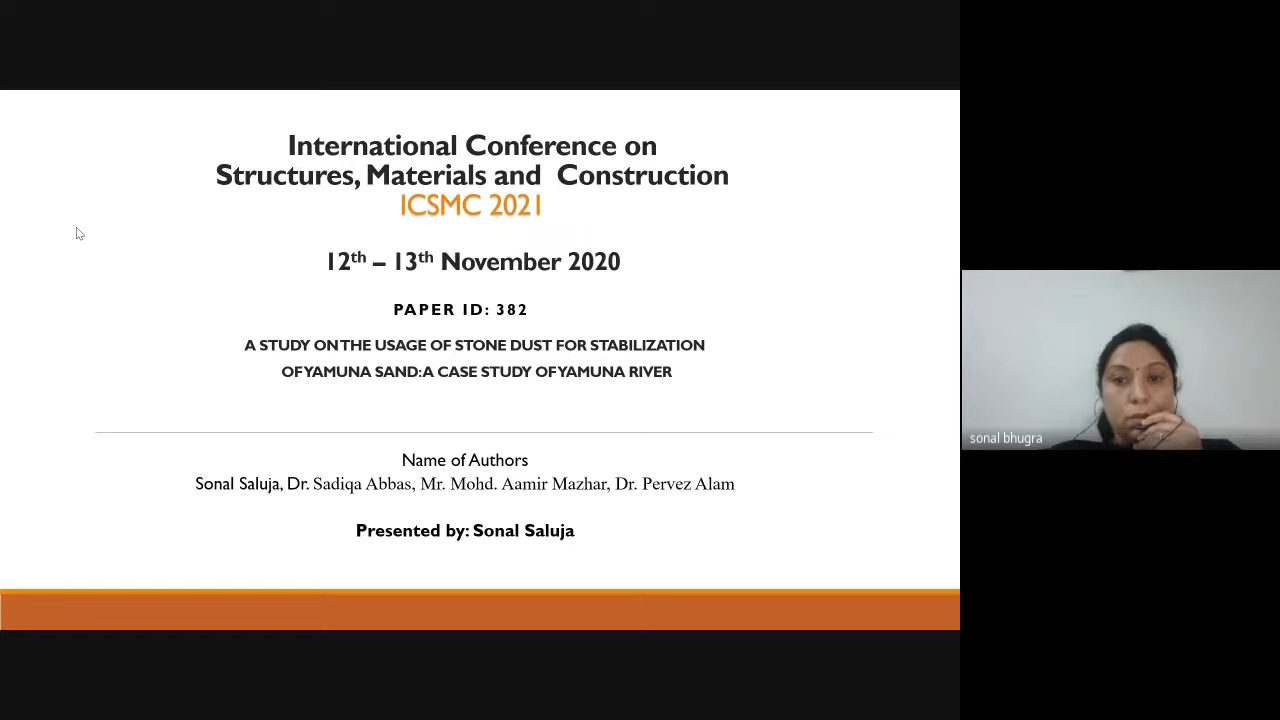 International Conference on
Structures, Materials and Construction
ICSMC 2021
12th – 13th November 2020
PAPER ID: 382
A STUDY ON THE USAGE OF STONE DUST FOR STABILIZATION
OF YAMUNA SAND: A CASE STUDY OF YAMUNA RIVER
Name of Authors
Sonal Saluja, Dr. Sadiqa Abbas, Mr. Mohd. Aamir Mazhar, Dr. Pervez Alam
Presented by: Sonal Saluja
sonal bhugra